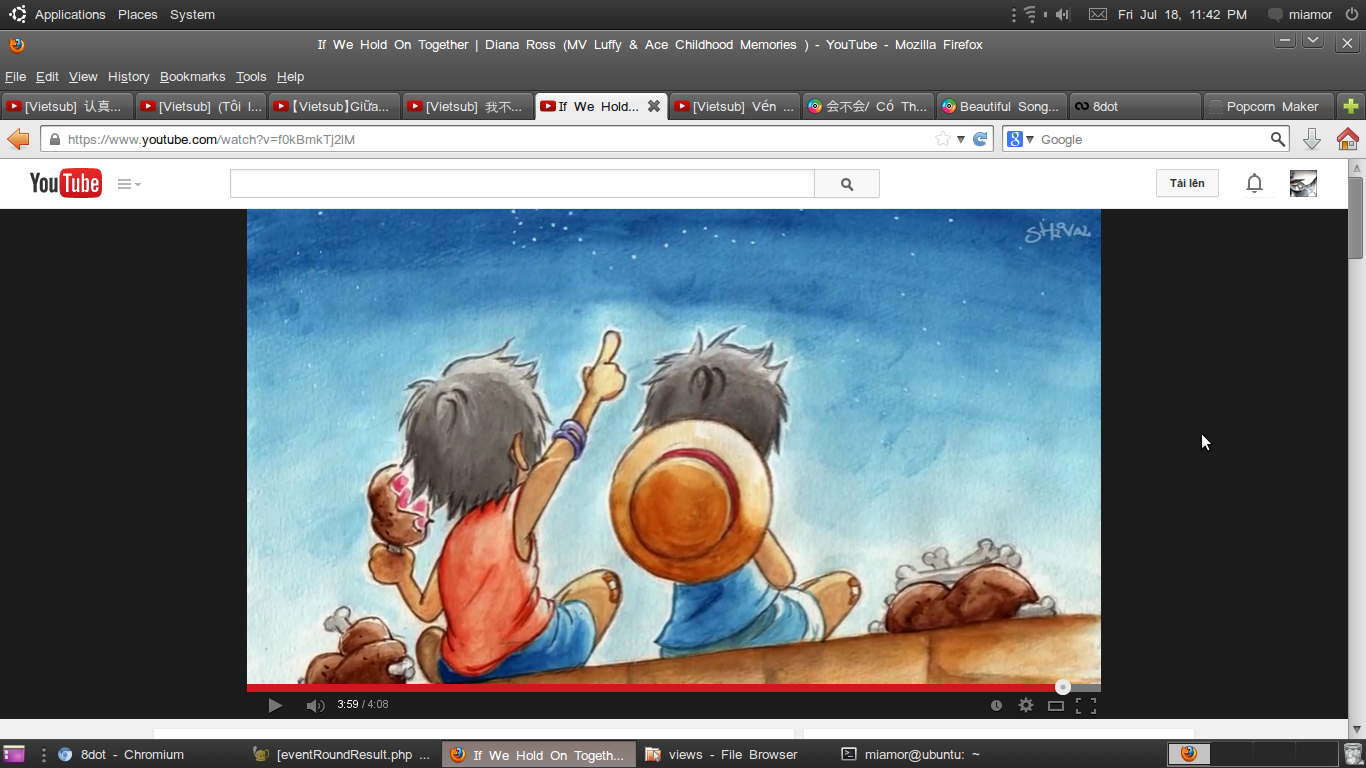 Applications Places System
Fri Jul 18, 11:42 PM miamor
If We Hold On Together | Diana Ross (MV Luffy & Ace Childhood Memories ) - YouTube - Mozilla Firefox
File Edit View History Bookmarks Tools Help
[Vietsub] 认真... [Vietsub] (Tôi l... 【Vietsub】Giữa... [Vietsub] 我不... If We Hold... [Vietsub] Vén ... 会不会/ Có Th... Beautiful Song... 8dot Popcorn Maker
https://www.youtube.com/watch?v=f0kBmkTj2lM Google
YouTube Tải lên
SHIVAL
3:59 / 4:08
8dot - Chromium [eventRoundResult.php ... If We Hold On Togeth... views - File Browser miamor@ubuntu: ~